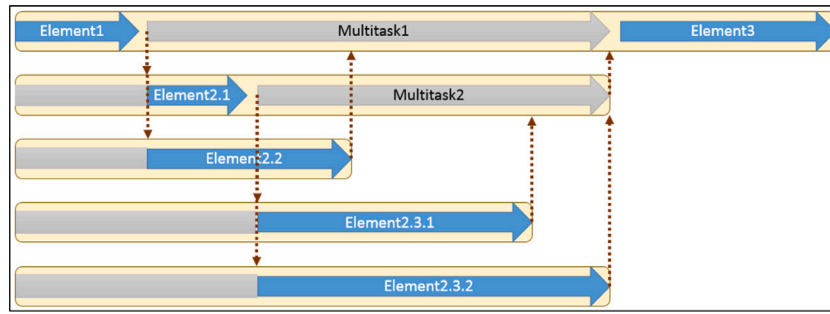 Element1 Multitask1 Element3
Element2.1 Multitask2
Element2.2
Element2.3.1
Element2.3.2